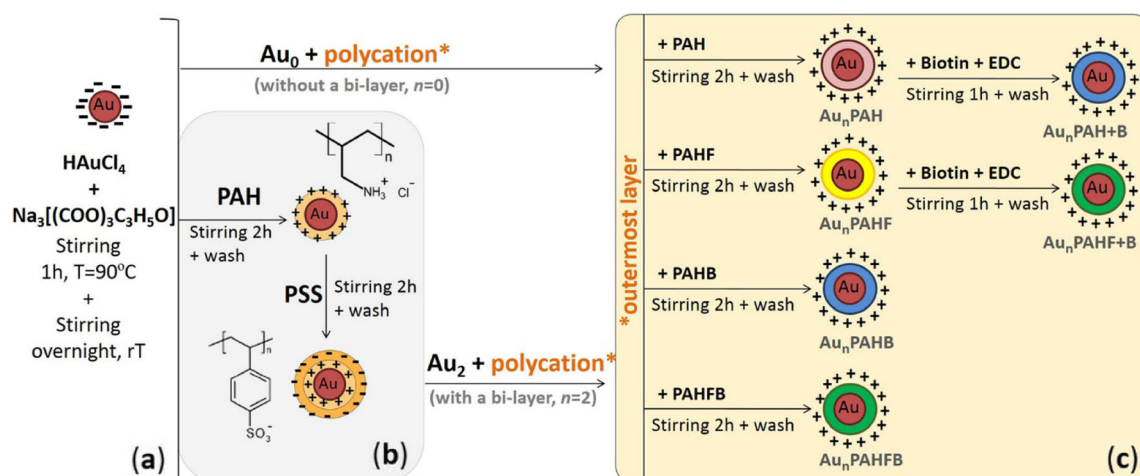 Au
HAuCl4
+
Na3[(COO)3C3H5O]
Stirring
1h, T=90ºC
+
Stirring
overnight, rT
(a)
Au0 + polycation*
(without a bi-layer, n=0)
n
NH3+ Cl−
PAH
Stirring 2h
+ wash
Au
PSS
Stirring 2h
+ wash
n
SO3−
Au
(b)
Au2 + polycation*
(with a bi-layer, n=2)
*outermost layer
+ PAH
Stirring 2h + wash
Au
AunPAH
+ Biotin + EDC
Stirring 1h + wash
Au
AunPAH+B
+ PAHF
Stirring 2h + wash
Au
AunPAHF
+ Biotin + EDC
Stirring 1h + wash
Au
AunPAHF+B
+ PAHB
Stirring 2h + wash
Au
AunPAHB
+ PAHFB
Stirring 2h + wash
Au
AunPAHFB
(c)